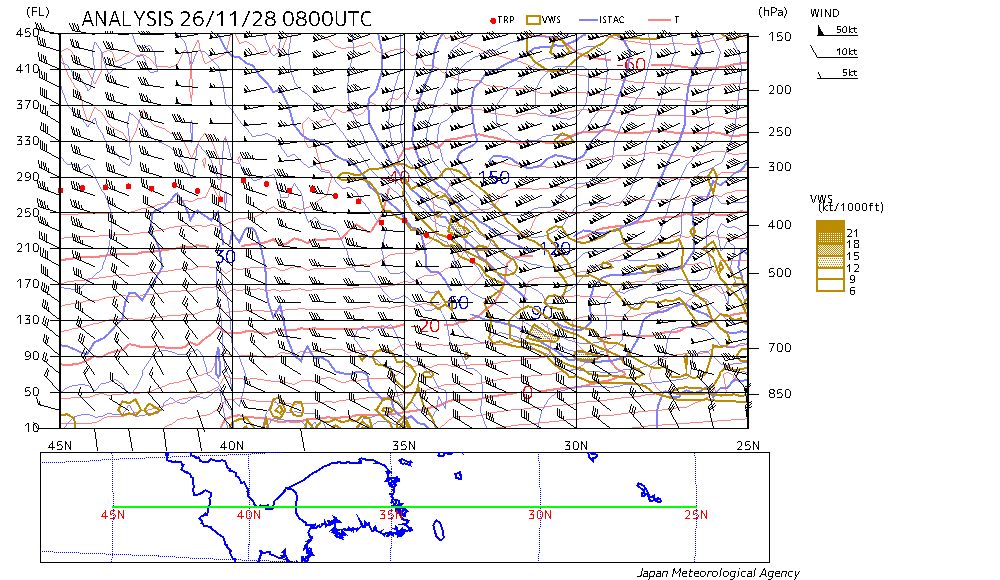 (FL) ANALYSIS 26/11/28 0800UTC TRP VWS ISTAC T (hPa) WIND
450 150 50kt
10kt
410 -60 5kt
370 200
330 250
290 -40 150 300
250 VWS
(kt/1000ft)
210 30 120 400
21
18
15
12
9
6
170 60 500
130 -20 90
90 700
50 0 850
10
45N 40N 35N 30N 25N
45N 40N 35N 30N 25N
Japan Meteorological Agency